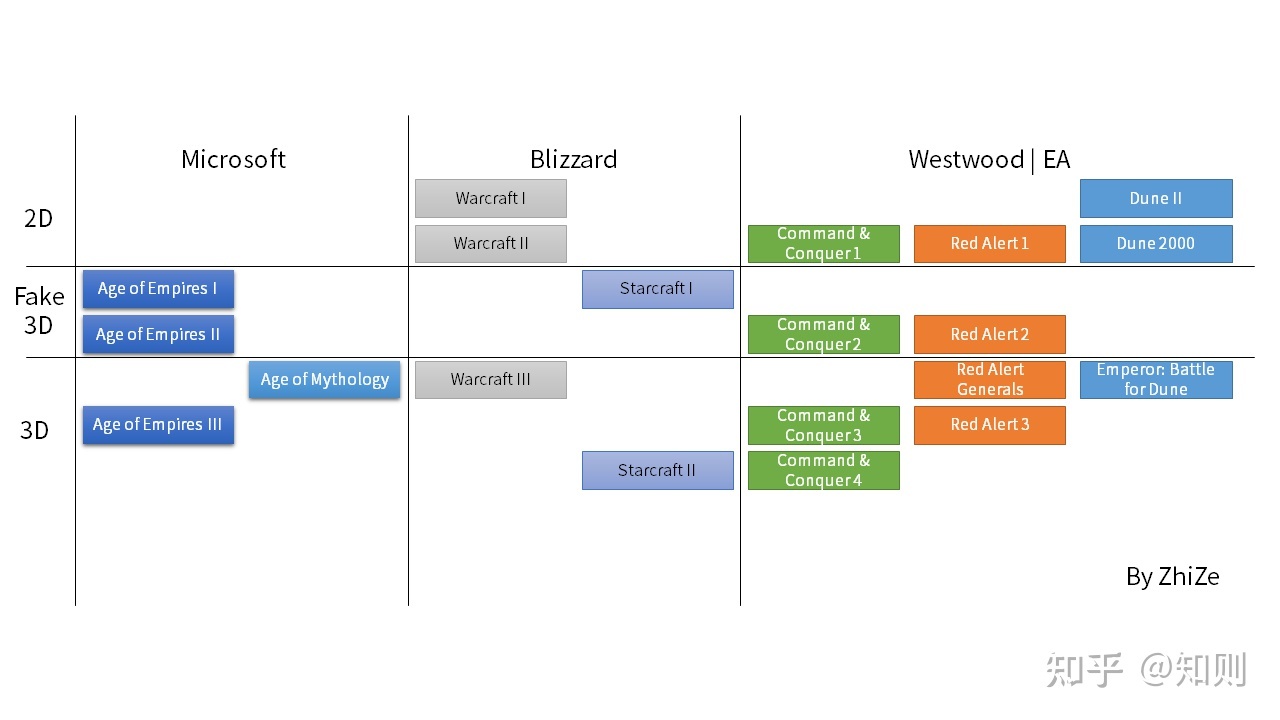 Microsoft
Blizzard
Westwood | EA
2D
Warcraft I
Dune II
Warcraft II
Command &
Conquer 1
Red Alert 1
Dune 2000
Fake
3D
Age of Empires I
Starcraft I
Age of Empires II
Command &
Conquer 2
Red Alert 2
3D
Age of Mythology
Warcraft III
Red Alert
Generals
Emperor: Battle
for Dune
Age of Empires III
Command &
Conquer 3
Red Alert 3
Starcraft II
Command &
Conquer 4
By ZhiZe
知乎 @知则